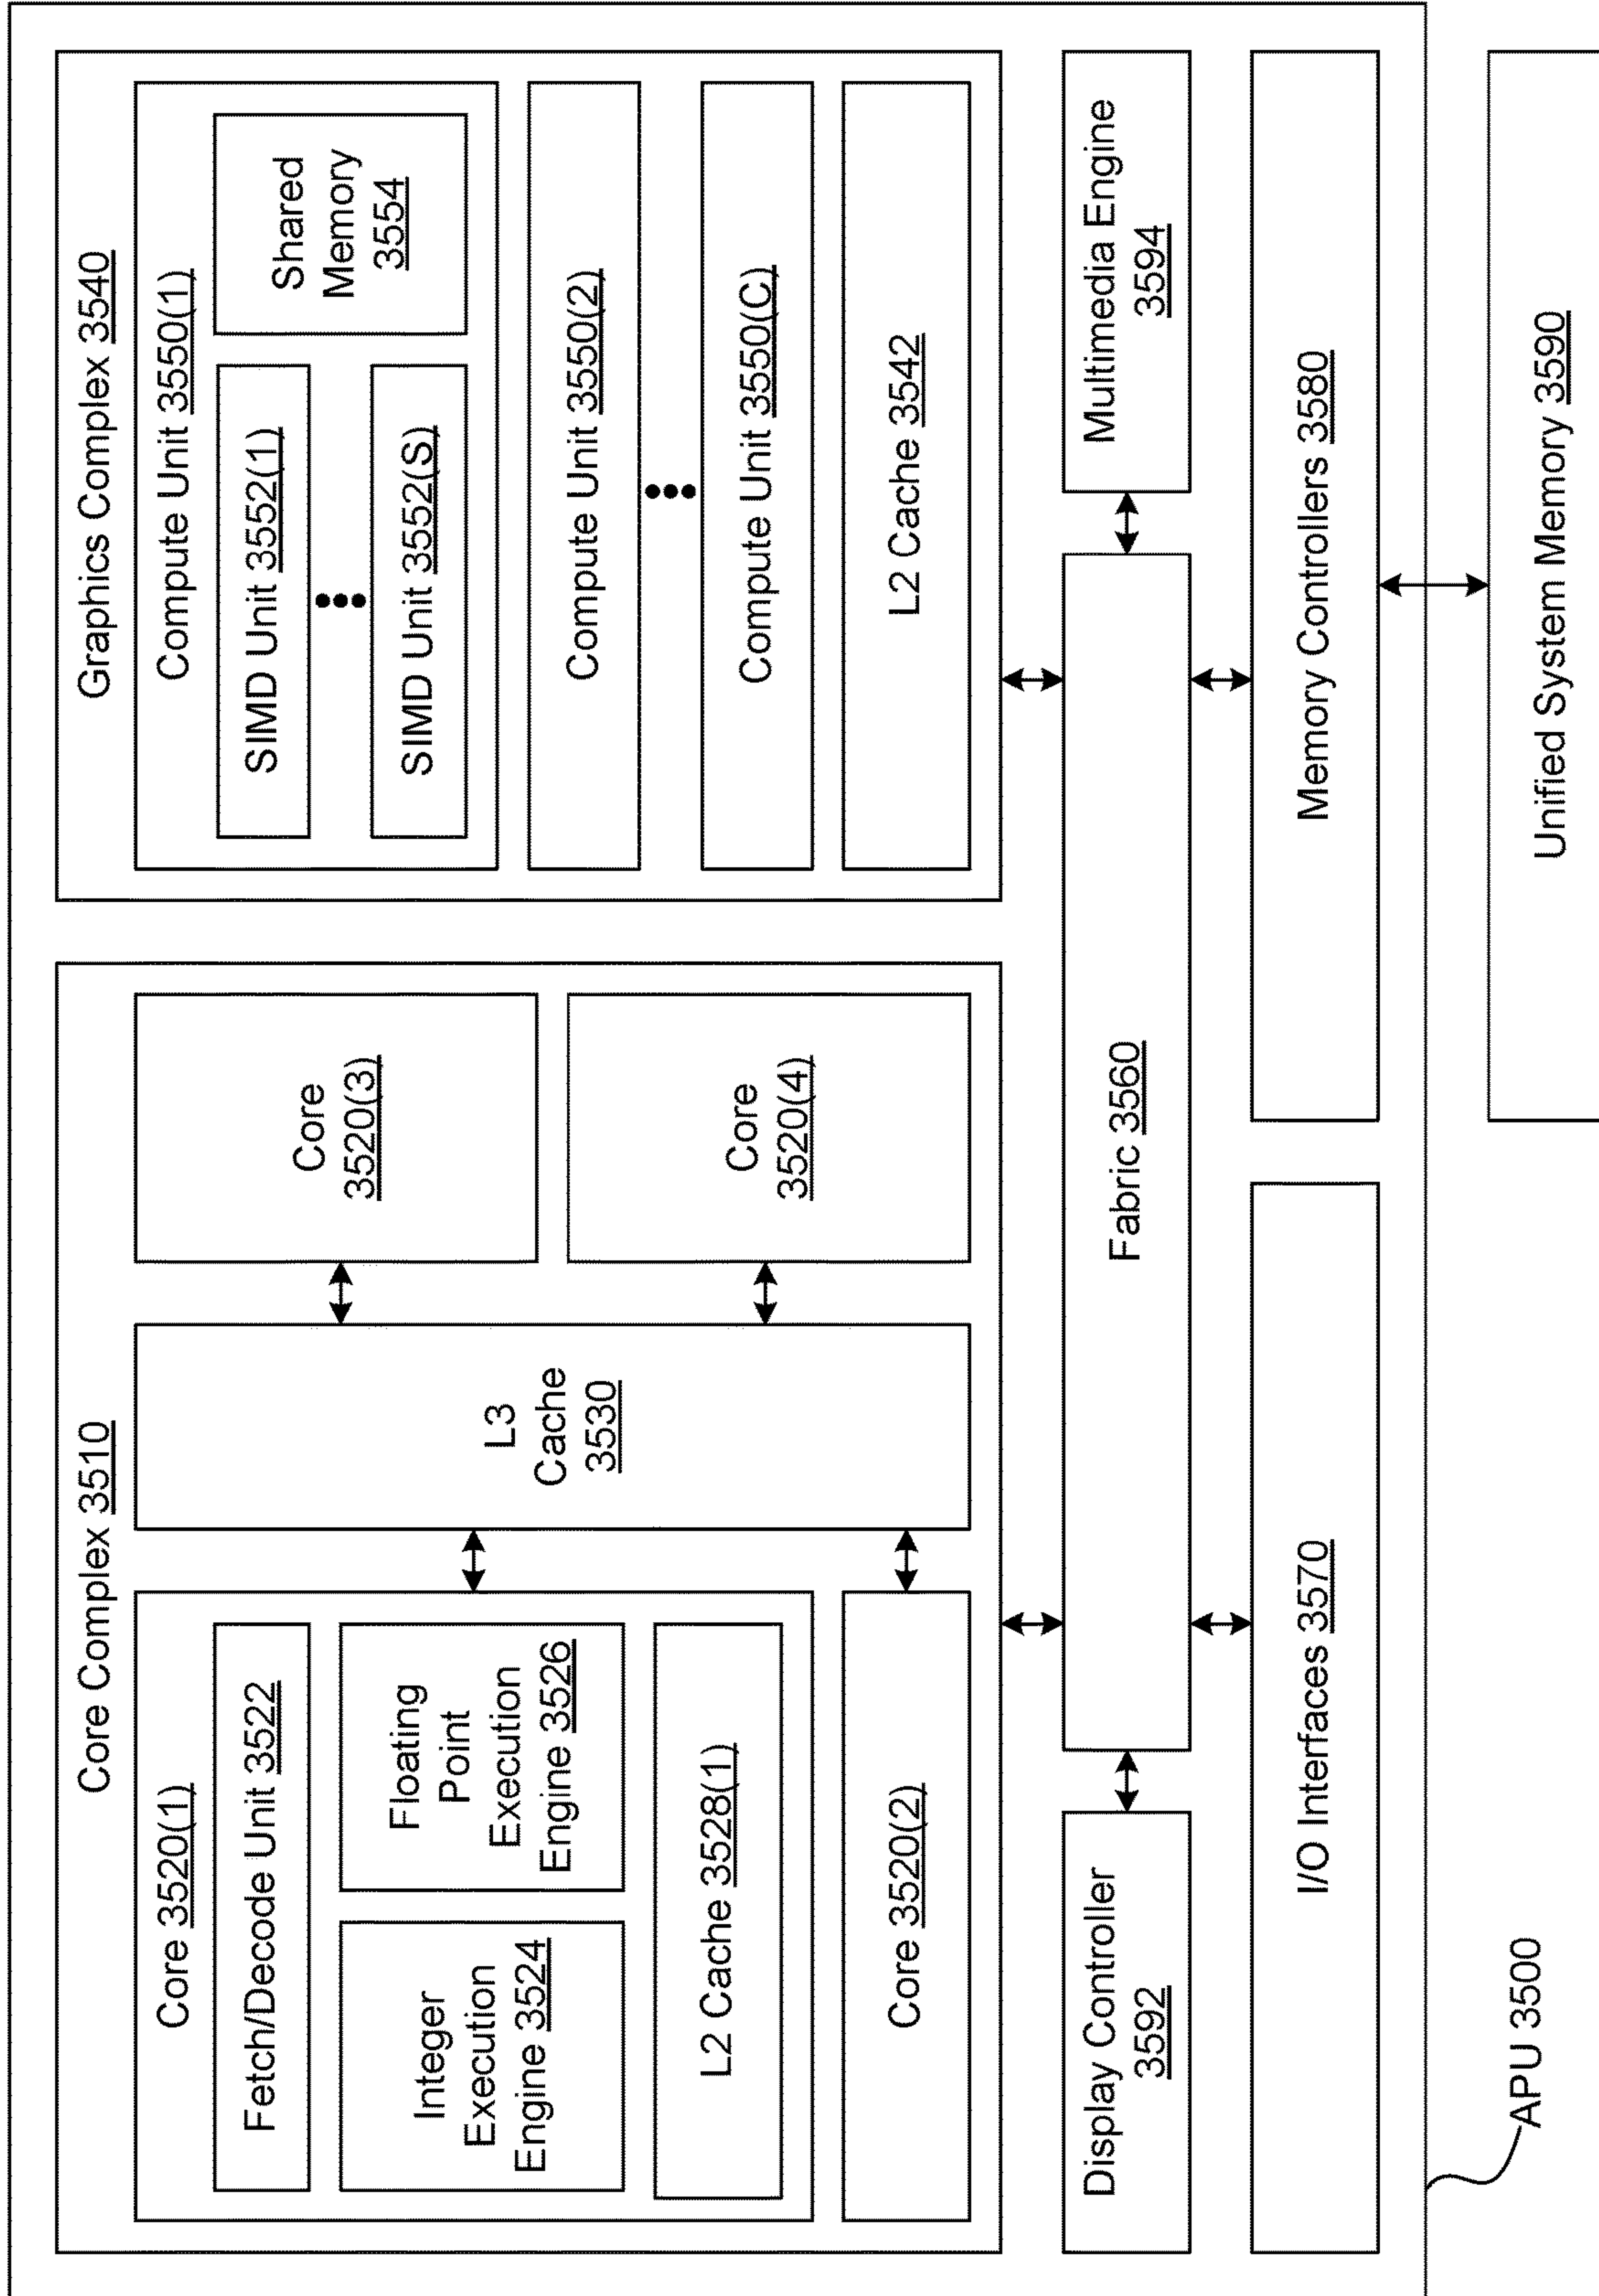 Core Complex 3510
Core 3520(1)
Fetch/Decode Unit 3522
Integer
Execution
Engine 3524
Floating
Point
Execution
Engine 3526
L2 Cache 3528(1)
Core 3520(2)
L3
Cache
3530
Core
3520(3)
Core
3520(4)
Graphics Complex 3540
Compute Unit 3550(1)
SIMD Unit 3552(1)
SIMD Unit 3552(S)
Shared
Memory
3554
Compute Unit 3550(2)
Compute Unit 3550(C)
L2 Cache 3542
Display Controller
3592
Fabric 3560
Multimedia Engine
3594
I/O Interfaces 3570
Memory Controllers 3580
APU 3500
Unified System Memory 3590